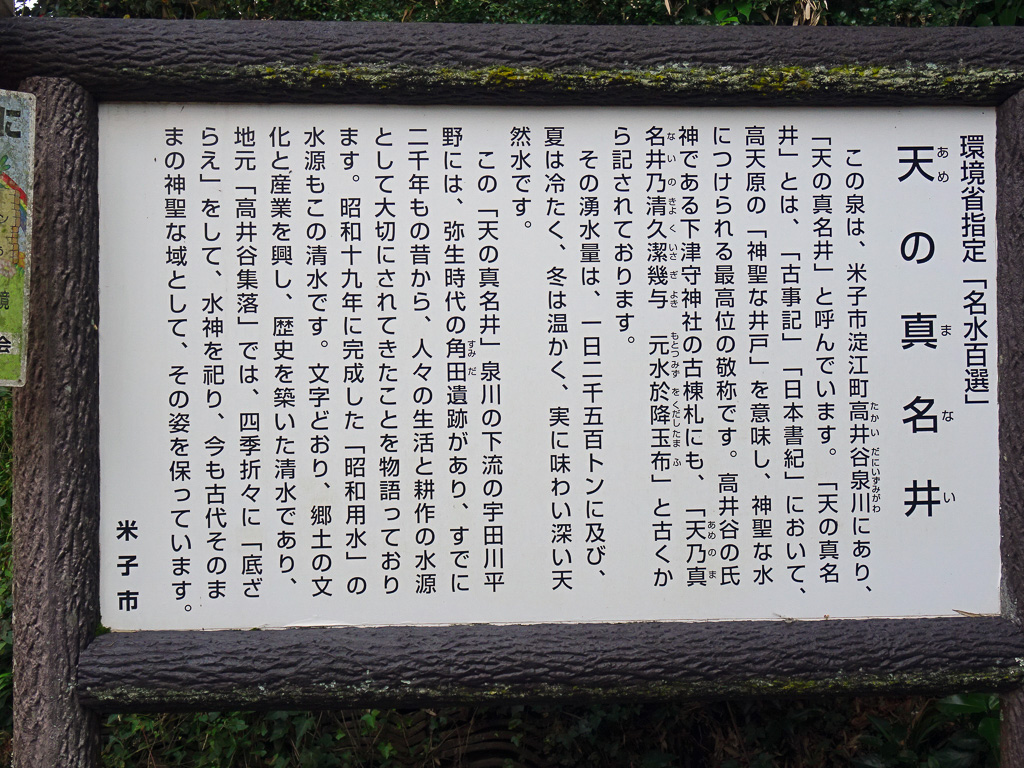 環境省指定「名水百選」
天の真名井
この泉は、米子市淀江町高井谷泉川にあり、
「天の真名井」と呼んでいます。「天の真名
井」とは、「古事記」「日本書紀」において、
高天原の「神聖な井戸」を意味し、神聖な水
につけられる最高位の敬称です。高井谷の氏
神である下津守神社の古棟札にも、「天乃真
名井乃清久潔幾与　元水於降玉布」と古くか
ら記されております。
その湧水量は、一日二千五百トンに及び、
夏は冷たく、冬は温かく、実に味わい深い天
然水です。
この「天の真名井」泉川の下流の宇田川平
野には、弥生時代の角田遺跡があり、すでに
二千年もの昔から、人々の生活と耕作の水源
として大切にされてきたことを物語っており
ます。昭和十九年に完成した「昭和用水」の
水源もこの清水です。文字どおり、郷土の文
化と産業を興し、歴史を築いた清水であり、
地元「高井谷集落」では、四季折々に「底ざ
らえ」をして、水神を祀り、今も古代そのま
まの神聖な域として、その姿を保っています。
米子市
に
境
会